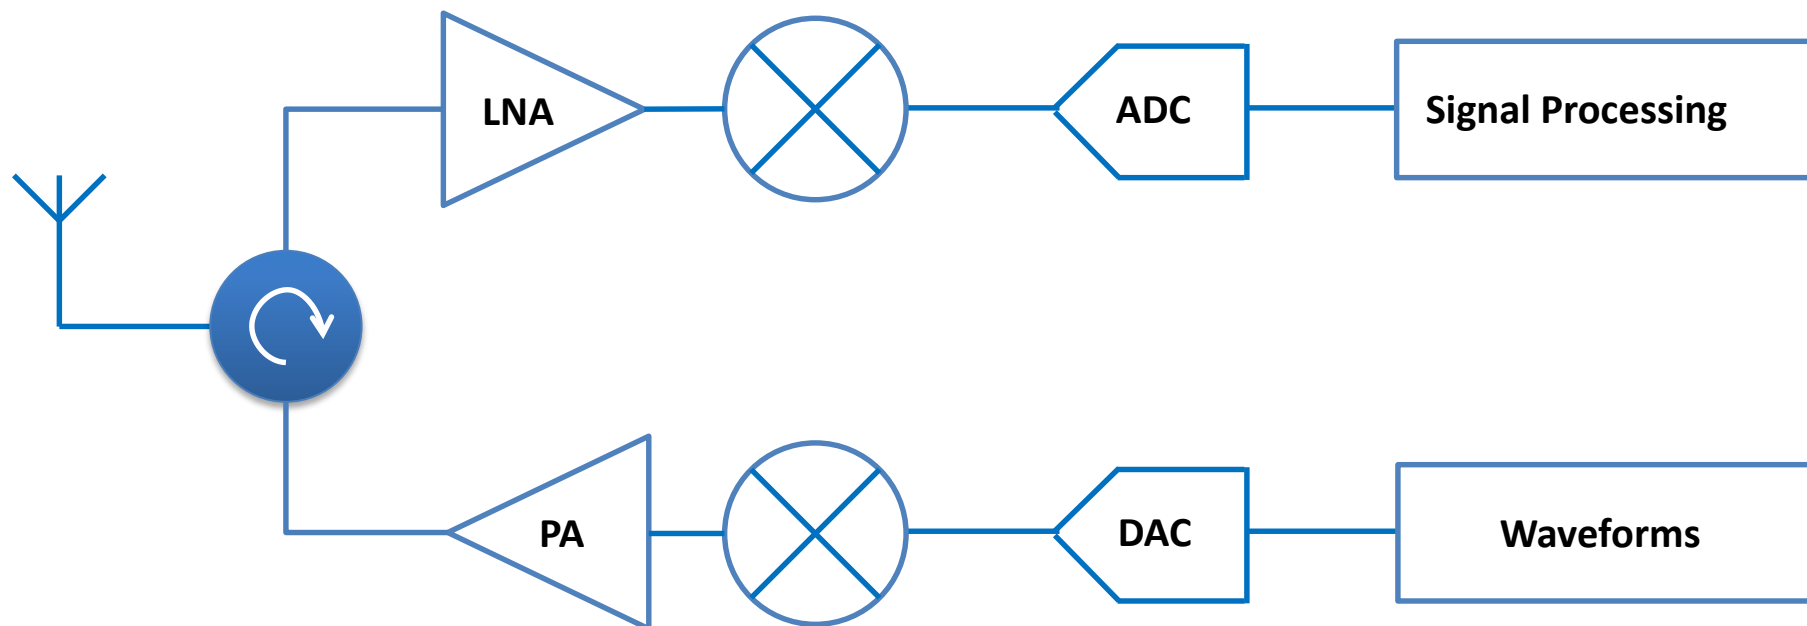 LNA
ADC
Signal Processing
PA
DAC
Waveforms